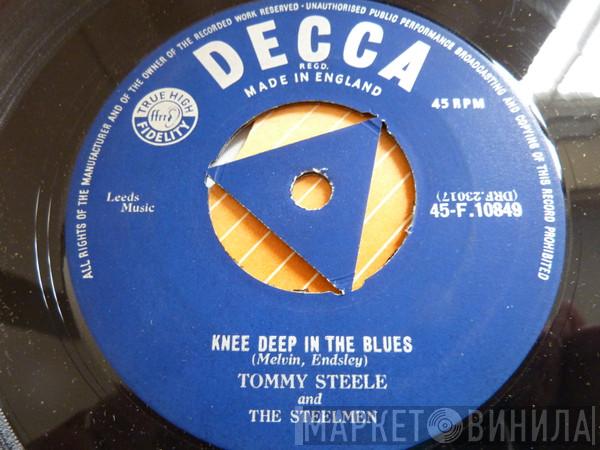 ALL RIGHTS OF THE MANUFACTURER AND OF THE OWNER OF THE RECORDED WORK RESERVED · UNAUTHORISED PUBLIC PERFORMANCE BROADCASTING AND COPYING OF THIS RECORD PROHIBITED
DECCA
REGD.
MADE IN ENGLAND
TRUE HIGH
ffrr
FIDELITY
45 RPM
Leeds
Music
(DRF.23017)
45-F.10849
KNEE DEEP IN THE BLUES
(Melvin, Endsley)
TOMMY STEELE
and
THE STEELMEN
МАРКЕТ ВИНИЛА